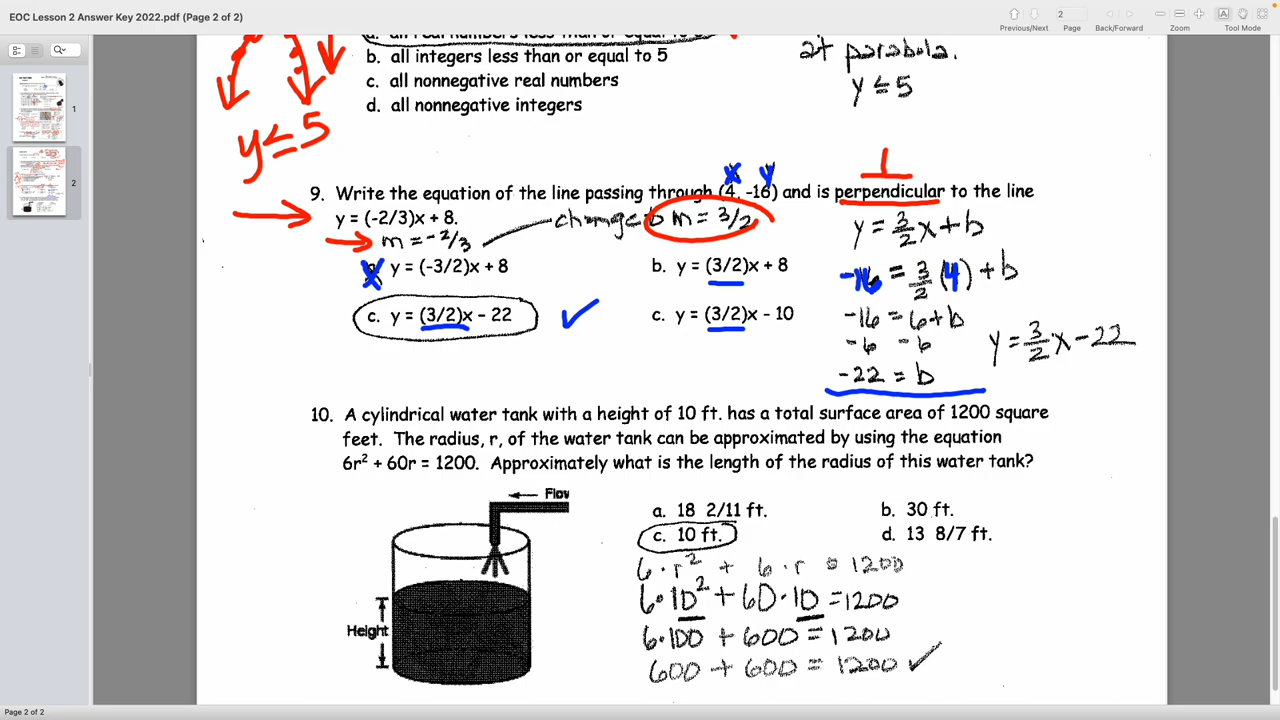 EOC Lesson 2 Answer Key 2022.pdf (Page 2 of 2)
2
Previous/Next Page Back/Forward Zoom Tool Mode
1
2
b. all integers less than or equal to 5
c. all nonnegative real numbers
d. all nonnegative integers
y ≤ 5
parabola.
y ≤ 5
x y
⊥
9. Write the equation of the line passing through (4, -16) and is perpendicular to the line
y = (-2/3)x + 8.
m = -2/3
change to m = 3/2
y = 3/2 x + b
y = (-3/2)x + 8
b. y = (3/2)x + 8
-16 = 3/2 (4) + b
c. y = (3/2)x - 22
c. y = (3/2)x - 10
-16 = 6 + b
-6 -6
-22 = b
y = 3/2 x - 22
10. A cylindrical water tank with a height of 10 ft. has a total surface area of 1200 square
feet. The radius, r, of the water tank can be approximated by using the equation
6r² + 60r = 1200. Approximately what is the length of the radius of this water tank?
Flow
Height
a. 18 2/11 ft.
b. 30 ft.
c. 10 ft.
d. 13 8/7 ft.
6·r² + 6·r = 1200
6·10² + 60·10 = 1200
6·100 + 600 = 1200
600 + 600 = 1200 ✓
Page 2 of 2